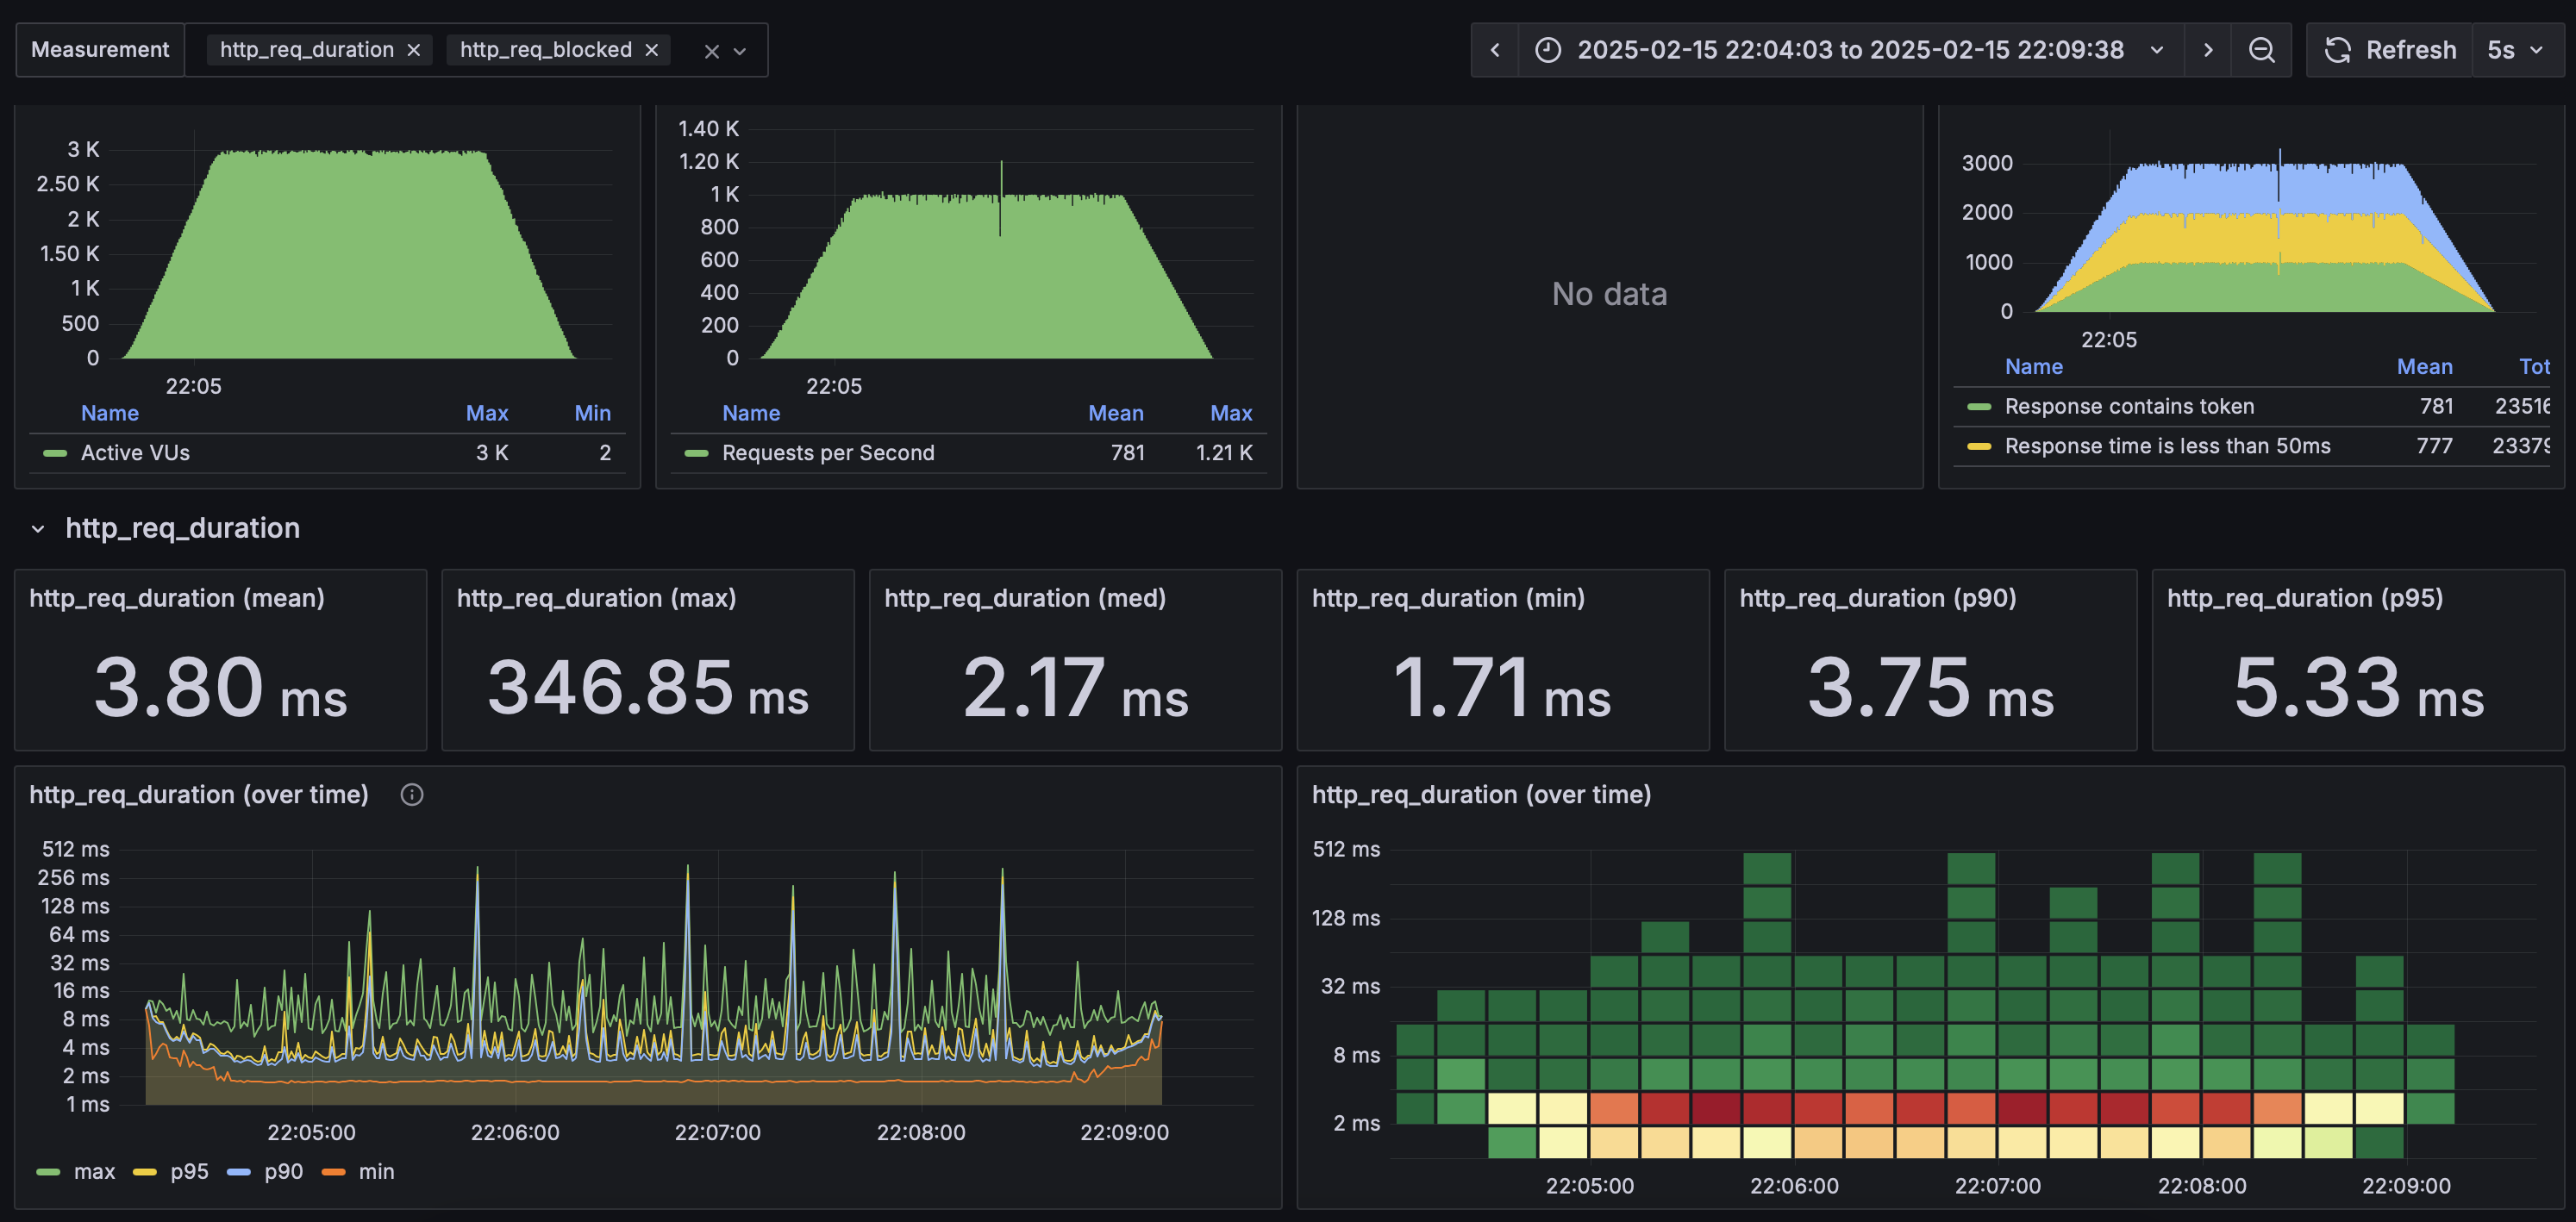 Measurement http_req_duration http_req_blocked 2025-02-15 22:04:03 to 2025-02-15 22:09:38 Refresh 5s
3 K
2.50 K
2 K
1.50 K
1 K
500
0
22:05
Name Max Min
Active VUs 3 K 2
1.40 K
1.20 K
1 K
800
600
400
200
0
22:05
Name Mean Max
Requests per Second 781 1.21 K
No data
3000
2000
1000
0
22:05
Name Mean Tot
Response contains token 781 23516
Response time is less than 50ms 777 23379
http_req_duration
http_req_duration (mean)
3.80 ms
http_req_duration (max)
346.85 ms
http_req_duration (med)
2.17 ms
http_req_duration (min)
1.71 ms
http_req_duration (p90)
3.75 ms
http_req_duration (p95)
5.33 ms
http_req_duration (over time)
512 ms
256 ms
128 ms
64 ms
32 ms
16 ms
8 ms
4 ms
2 ms
1 ms
22:05:00 22:06:00 22:07:00 22:08:00 22:09:00
max p95 p90 min
http_req_duration (over time)
512 ms
128 ms
32 ms
8 ms
2 ms
22:05:00 22:06:00 22:07:00 22:08:00 22:09:00